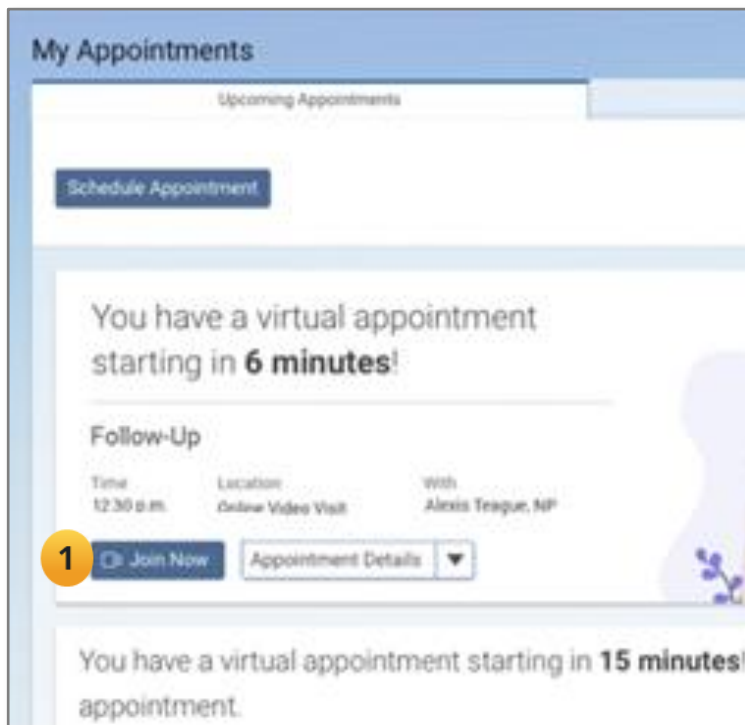 My Appointments
Upcoming Appointments
Schedule Appointment
You have a virtual appointment
starting in 6 minutes!
Follow-Up
Time Location With
12:30 p.m. Online Video Visit Alexis Teague, NP
1 Join Now Appointment Details
You have a virtual appointment starting in 15 minutes!
appointment.